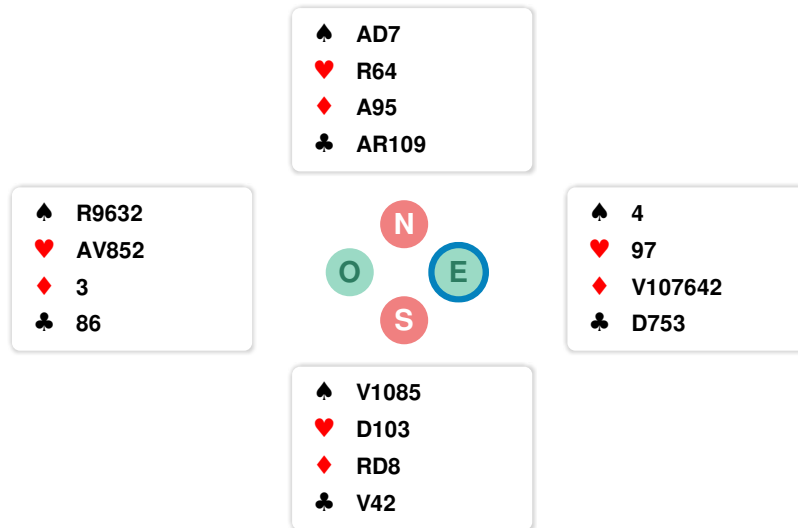 ♠ AD7
♥ R64
♦ A95
♣ AR109
♠ R9632
♥ AV852
♦ 3
♣ 86
N
O E
S
♠ 4
♥ 97
♦ V107642
♣ D753
♠ V1085
♥ D103
♦ RD8
♣ V42